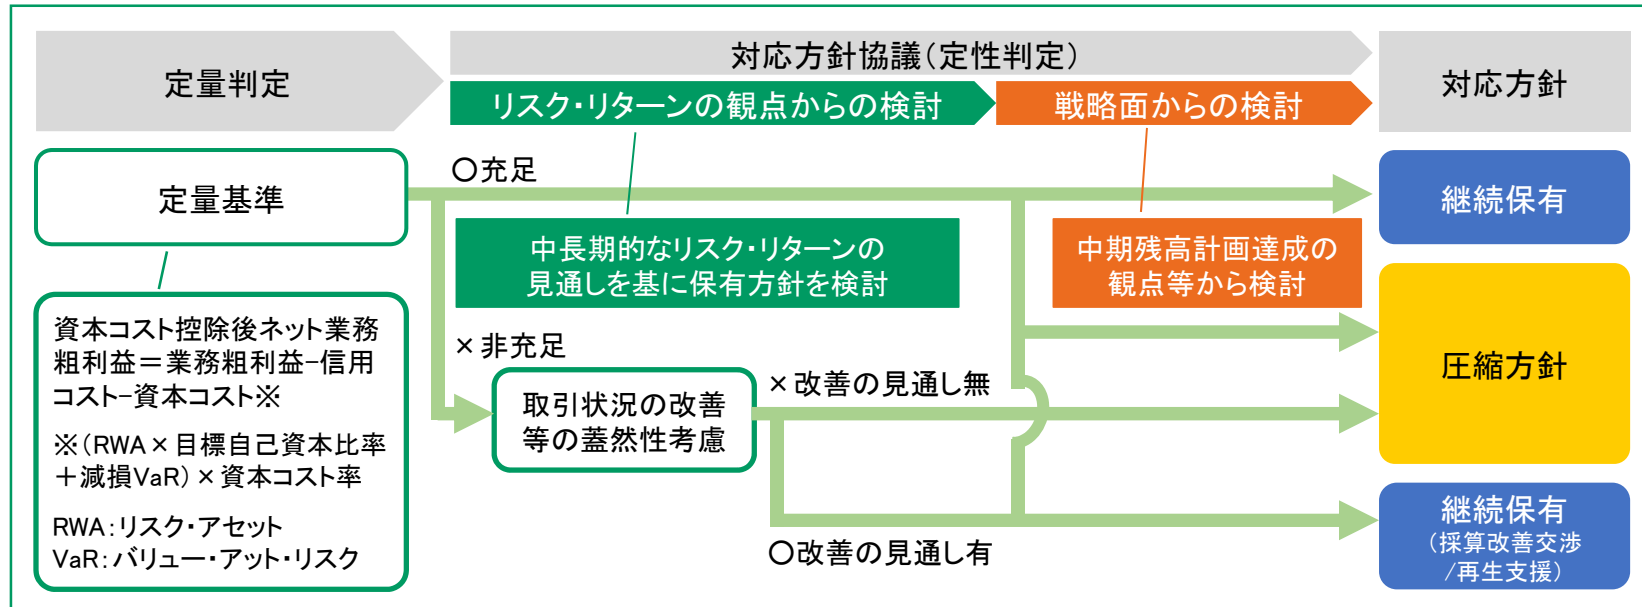 定量判定
対応方針協議（定性判定）
リスク・リターンの観点からの検討
戦略面からの検討
対応方針
定量基準
〇充足
継続保有
中長期的なリスク・リターンの
見通しを基に保有方針を検討
中期残高計画達成の
観点等から検討
資本コスト控除後ネット業務
粗利益＝業務粗利益−信用
コスト−資本コスト※
※（RWA×目標自己資本比率
＋減損VaR）×資本コスト率
RWA：リスク・アセット
VaR：バリュー・アット・リスク
×非充足
取引状況の改善
等の蓋然性考慮
×改善の見通し無
圧縮方針
〇改善の見通し有
継続保有
（採算改善交渉
/再生支援）